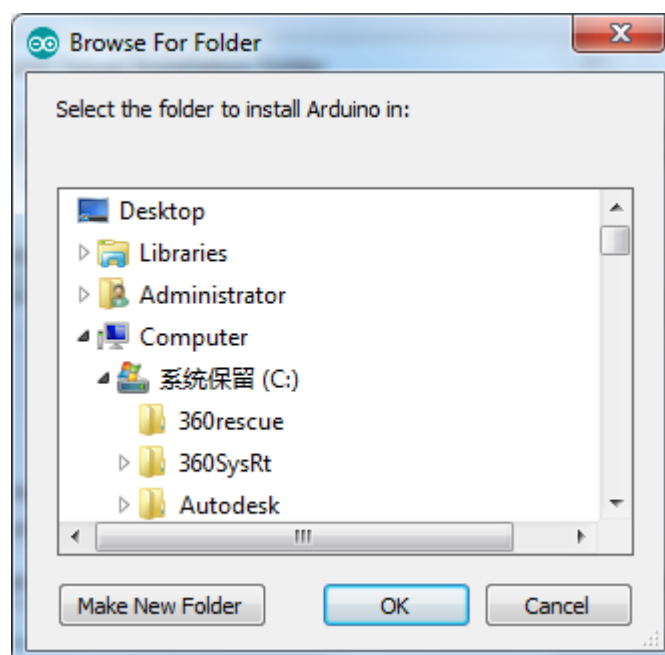 Browse For Folder
Select the folder to install Arduino in:
Desktop
Libraries
Administrator
Computer
系统保留 (C:)
360rescue
360SysRt
Autodesk
Make New Folder
OK
Cancel